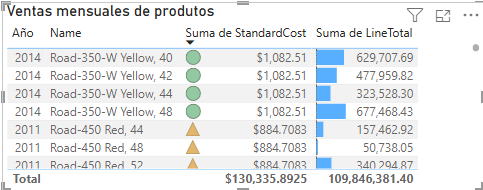 Ventas mensuales de produtos
Año Name Suma de StandardCost Suma de LineTotal
2014 Road-350-W Yellow, 40 $1,082.51 629,707.69
2014 Road-350-W Yellow, 42 $1,082.51 477,959.82
2014 Road-350-W Yellow, 44 $1,082.51 323,528.30
2014 Road-350-W Yellow, 48 $1,082.51 677,468.43
2011 Road-450 Red, 44 $884.7083 157,462.92
2011 Road-450 Red, 48 $884.7083 50,738.05
2011 Road-450 Red, 52 $884.7083 340,294.87
Total $130,335.8925 109,846,381.40